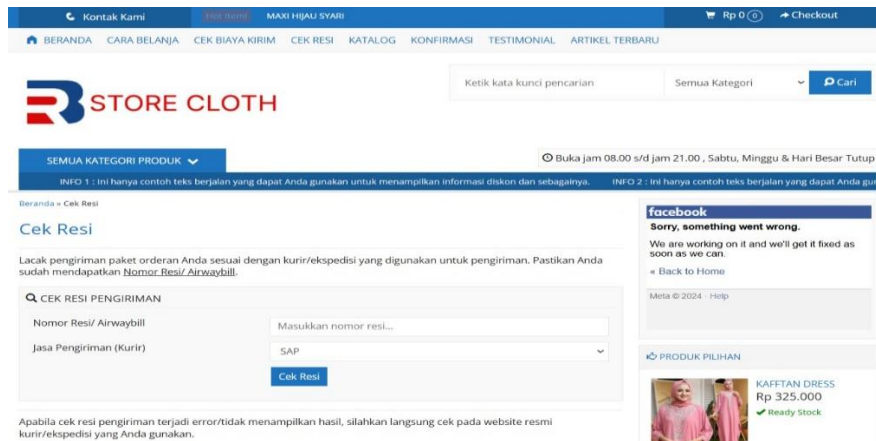 Kontak Kami
Hot Item!
MAXI HIJAU SYARI
Rp 0 (0)
Checkout
BERANDA CARA BELANJA CEK BIAYA KIRIM CEK RESI KATALOG KONFIRMASI TESTIMONIAL ARTIKEL TERBARU
R STORE CLOTH
Ketik kata kunci pencarian
Semua Kategori
Cari
SEMUA KATEGORI PRODUK
Buka jam 08.00 s/d jam 21.00 , Sabtu, Minggu & Hari Besar Tutup
INFO 1 : Ini hanya contoh teks berjalan yang dapat Anda gunakan untuk menampilkan informasi diskon dan sebagainya. INFO 2 : Ini hanya contoh teks berjalan yang dapat Anda
Beranda » Cek Resi
Cek Resi
Lacak pengiriman paket orderan Anda sesuai dengan kurir/ekspedisi yang digunakan untuk pengiriman. Pastikan Anda
sudah mendapatkan Nomor Resi/ Airwaybill.
CEK RESI PENGIRIMAN
Nomor Resi/ Airwaybill
Masukkan nomor resi...
Jasa Pengiriman (Kurir)
SAP
Cek Resi
Apabila cek resi pengiriman terjadi error/tidak menampilkan hasil, silahkan langsung cek pada website resmi
kurir/ekspedisi yang Anda gunakan.
facebook
Sorry, something went wrong.
We are working on it and we'll get it fixed as
soon as we can.
« Back to Home
Meta © 2024 · Help
PRODUK PILIHAN
KAFFTAN DRESS
Rp 325.000
Ready Stock